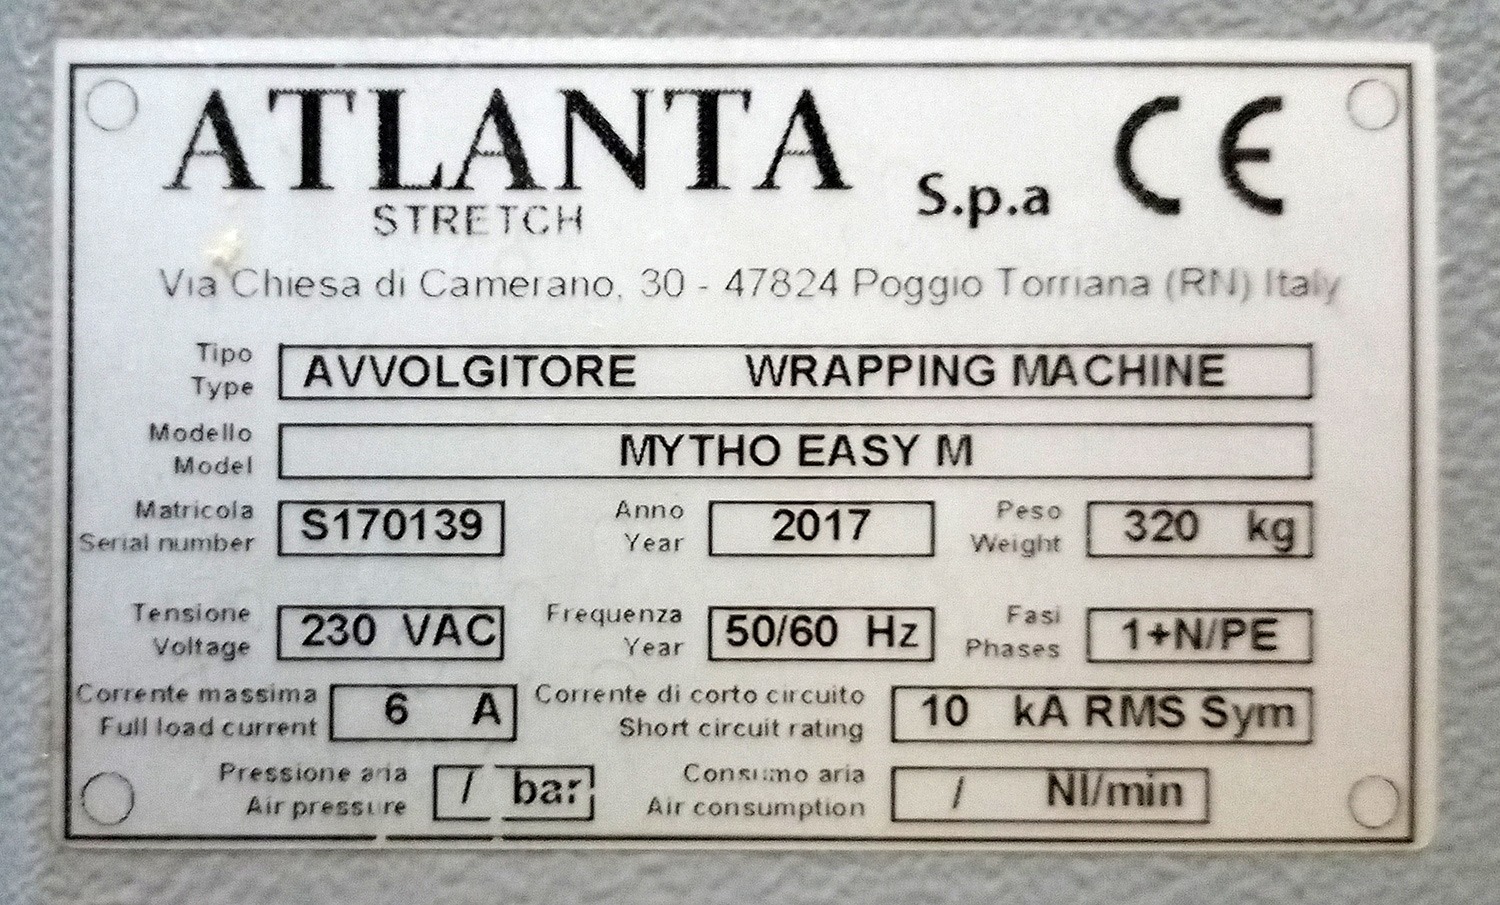 ATLANTA
STRETCH
S.p.a CE
Via Chiesa di Camerano, 30 - 47824 Poggio Torriana (RN) Italy
Tipo
Type
AVVOLGITORE WRAPPING MACHINE
Modello
Model
MYTHO EASY M
Matricola
Serial number
S170139
Anno
Year
2017
Peso
Weight
320 kg
Tensione
Voltage
230 VAC
Frequenza
Year
50/60 Hz
Fasi
Phases
1+N/PE
Corrente massima
Full load current
6 A
Corrente di corto circuito
Short circuit rating
10 kA RMS Sym
Pressione aria
Air pressure
/ bar
Consumo aria
Air consumption
/ Nl/min